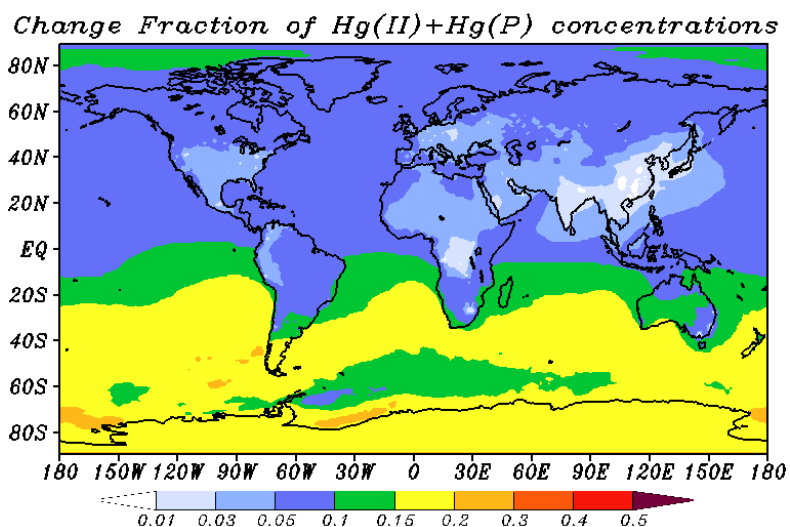 Change Fraction of Hg(II)+Hg(P) concentrations
80N
60N
40N
20N
EQ
20S
40S
60S
80S
180 150W 120W 90W 60W 30W 0 30E 60E 90E 120E 150E 180
0.01 0.03 0.05 0.1 0.15 0.2 0.3 0.4 0.5